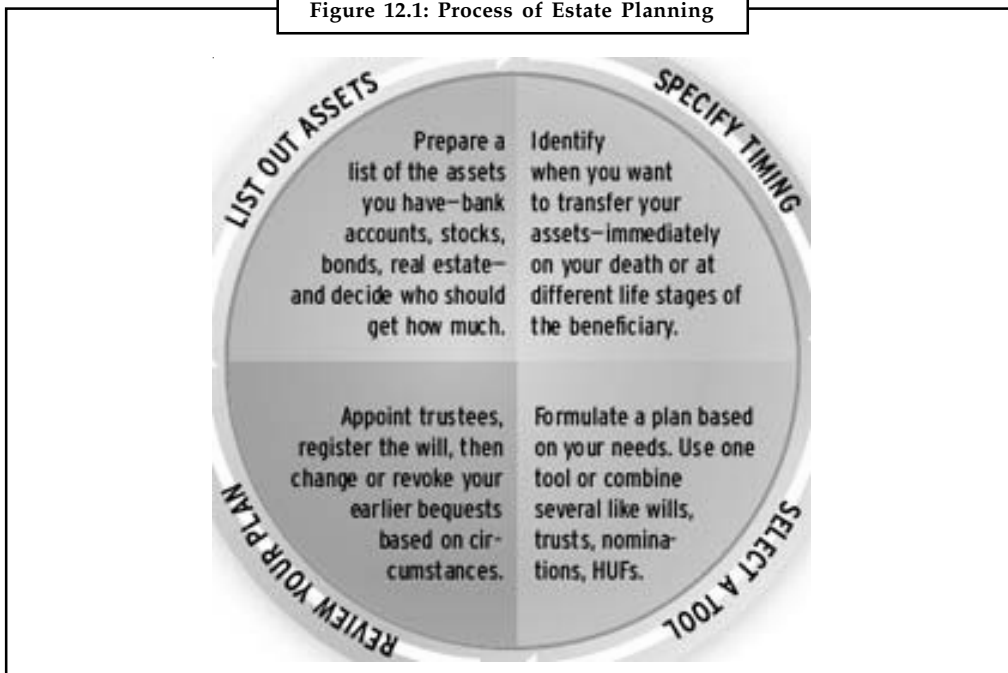 Figure 12.1: Process of Estate Planning
LIST OUT ASSETS
Prepare a
list of the assets
you have—bank
accounts, stocks,
bonds, real estate—
and decide who should
get how much.
SPECIFY TIMING
Identify
when you want
to transfer your
assets—immediately
on your death or at
different life stages of
the beneficiary.
SELECT A TOOL
Formulate a plan based
on your needs. Use one
tool or combine
several like wills,
trusts, nomina-
tions, HUFs.
REVIEW YOUR PLAN
Appoint trustees,
register the will, then
change or revoke your
earlier bequests
based on cir-
cumstances.